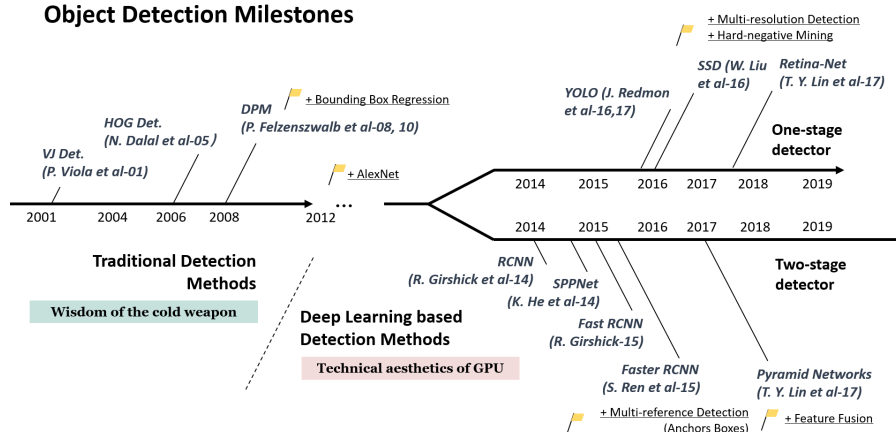 Object Detection Milestones
+ Multi-resolution Detection
+ Hard-negative Mining
SSD (W. Liu
et al-16)
Retina-Net
(T. Y. Lin et al-17)
YOLO (J. Redmon
et al-16,17)
+ Bounding Box Regression
DPM
(P. Felzenszwalb et al-08, 10)
HOG Det.
(N. Dalal et al-05)
VJ Det.
(P. Viola et al-01)
One-stage
detector
+ AlexNet
2014 2015 2016 2017 2018 2019
2001 2004 2006 2008 2012 ...
2014 2015 2016 2017 2018 2019
Traditional Detection
Methods
Wisdom of the cold weapon
RCNN
(R. Girshick et al-14)
SPPNet
(K. He et al-14)
Two-stage
detector
Deep Learning based
Detection Methods
Technical aesthetics of GPU
Fast RCNN
(R. Girshick-15)
Faster RCNN
(S. Ren et al-15)
Pyramid Networks
(T. Y. Lin et al-17)
+ Multi-reference Detection
(Anchors Boxes)
+ Feature Fusion